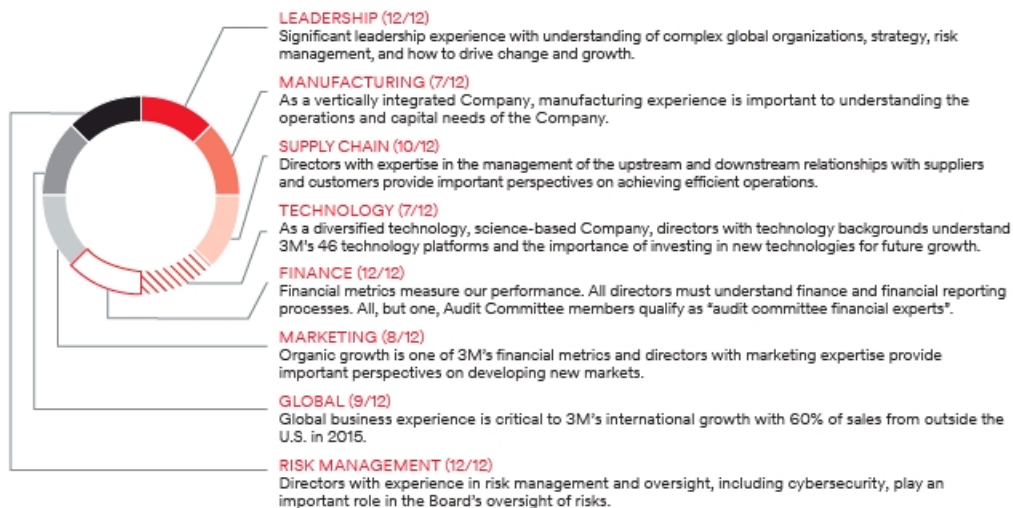 LEADERSHIP (12/12)
Significant leadership experience with understanding of complex global organizations, strategy, risk
management, and how to drive change and growth.
MANUFACTURING (7/12)
As a vertically integrated Company, manufacturing experience is important to understanding the
operations and capital needs of the Company.
SUPPLY CHAIN (10/12)
Directors with expertise in the management of the upstream and downstream relationships with suppliers
and customers provide important perspectives on achieving efficient operations.
TECHNOLOGY (7/12)
As a diversified technology, science-based Company, directors with technology backgrounds understand
3M's 46 technology platforms and the importance of investing in new technologies for future growth.
FINANCE (12/12)
Financial metrics measure our performance. All directors must understand finance and financial reporting
processes. All, but one, Audit Committee members qualify as "audit committee financial experts".
MARKETING (8/12)
Organic growth is one of 3M's financial metrics and directors with marketing expertise provide
important perspectives on developing new markets.
GLOBAL (9/12)
Global business experience is critical to 3M's international growth with 60% of sales from outside the
U.S. in 2015.
RISK MANAGEMENT (12/12)
Directors with experience in risk management and oversight, including cybersecurity, play an
important role in the Board's oversight of risks.